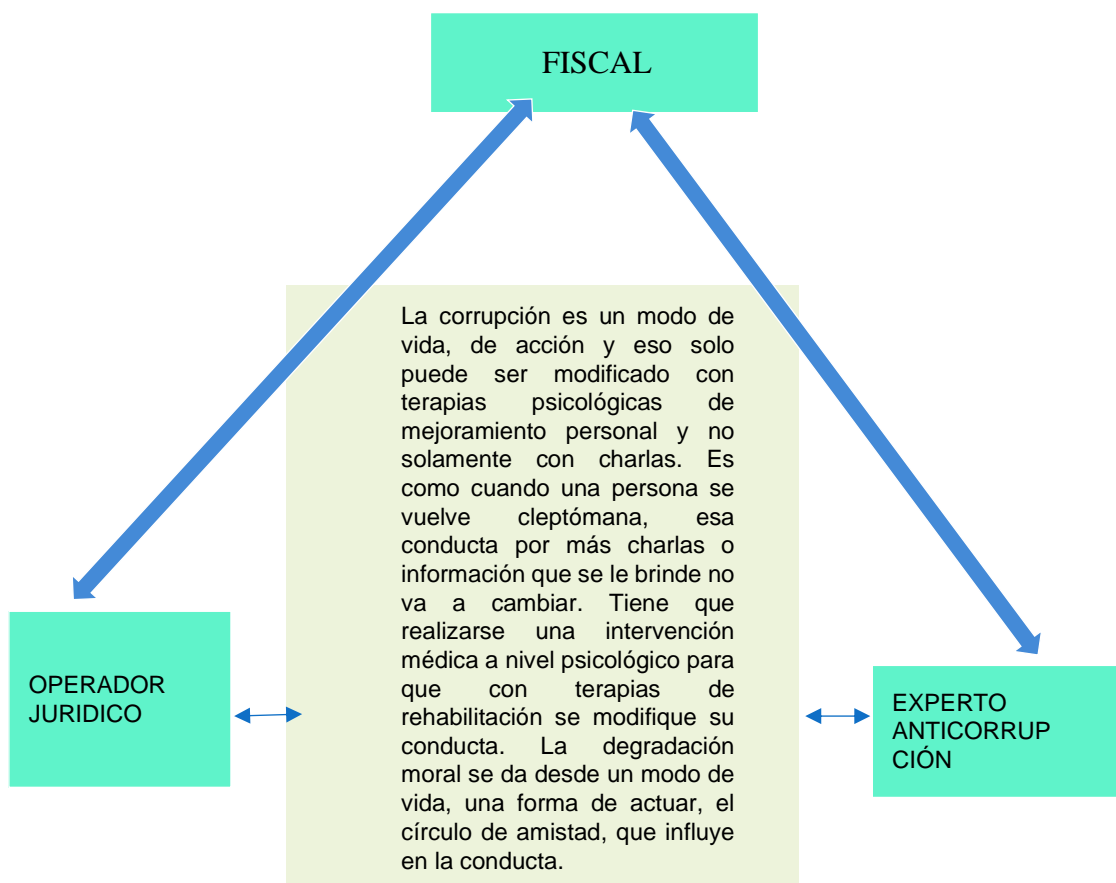 FISCAL
La corrupción es un modo de
vida, de acción y eso solo
puede ser modificado con
terapias psicológicas de
mejoramiento personal y no
solamente con charlas. Es
como cuando una persona se
vuelve cleptómana, esa
conducta por más charlas o
información que se le brinde no
va a cambiar. Tiene que
realizarse una intervención
médica a nivel psicológico para
que con terapias de
rehabilitación se modifique su
conducta. La degradación
moral se da desde un modo de
vida, una forma de actuar, el
círculo de amistad, que influye
en la conducta.
OPERADOR
JURIDICO
EXPERTO
ANTICORRUP
CIÓN